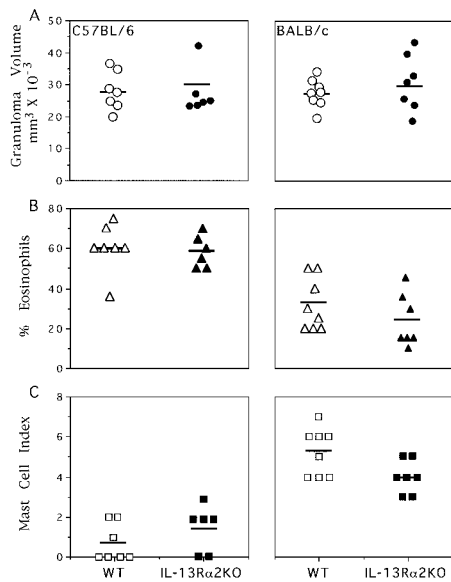 A
C57BL/6
BALB/c
Granuloma Volume
mm³ X 10⁻³
50
40
30
20
10
0
B
% Eosinophils
80
60
40
20
0
C
Mast Cell Index
8
6
4
2
0
WT
IL-13Rα2KO
WT
IL-13Rα2KO